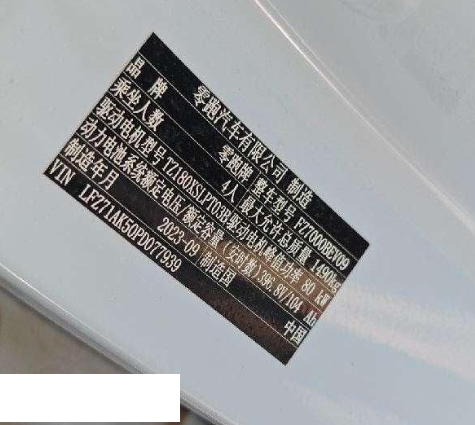 零跑汽车有限公司 制造
品 牌 零跑牌 整车型号 FZ7000BEV09
乘坐人数 4人 最大允许总质量 1490kg
驱动电机型号 TZ180XSLPT03B 驱动电机峰值功率 80 kW
动力电池系统额定电压/额定容量(安时数) 396.8V/104 Ah
制造年月 2023-09 制造国 中国
VIN LFZ71AK50PD077939